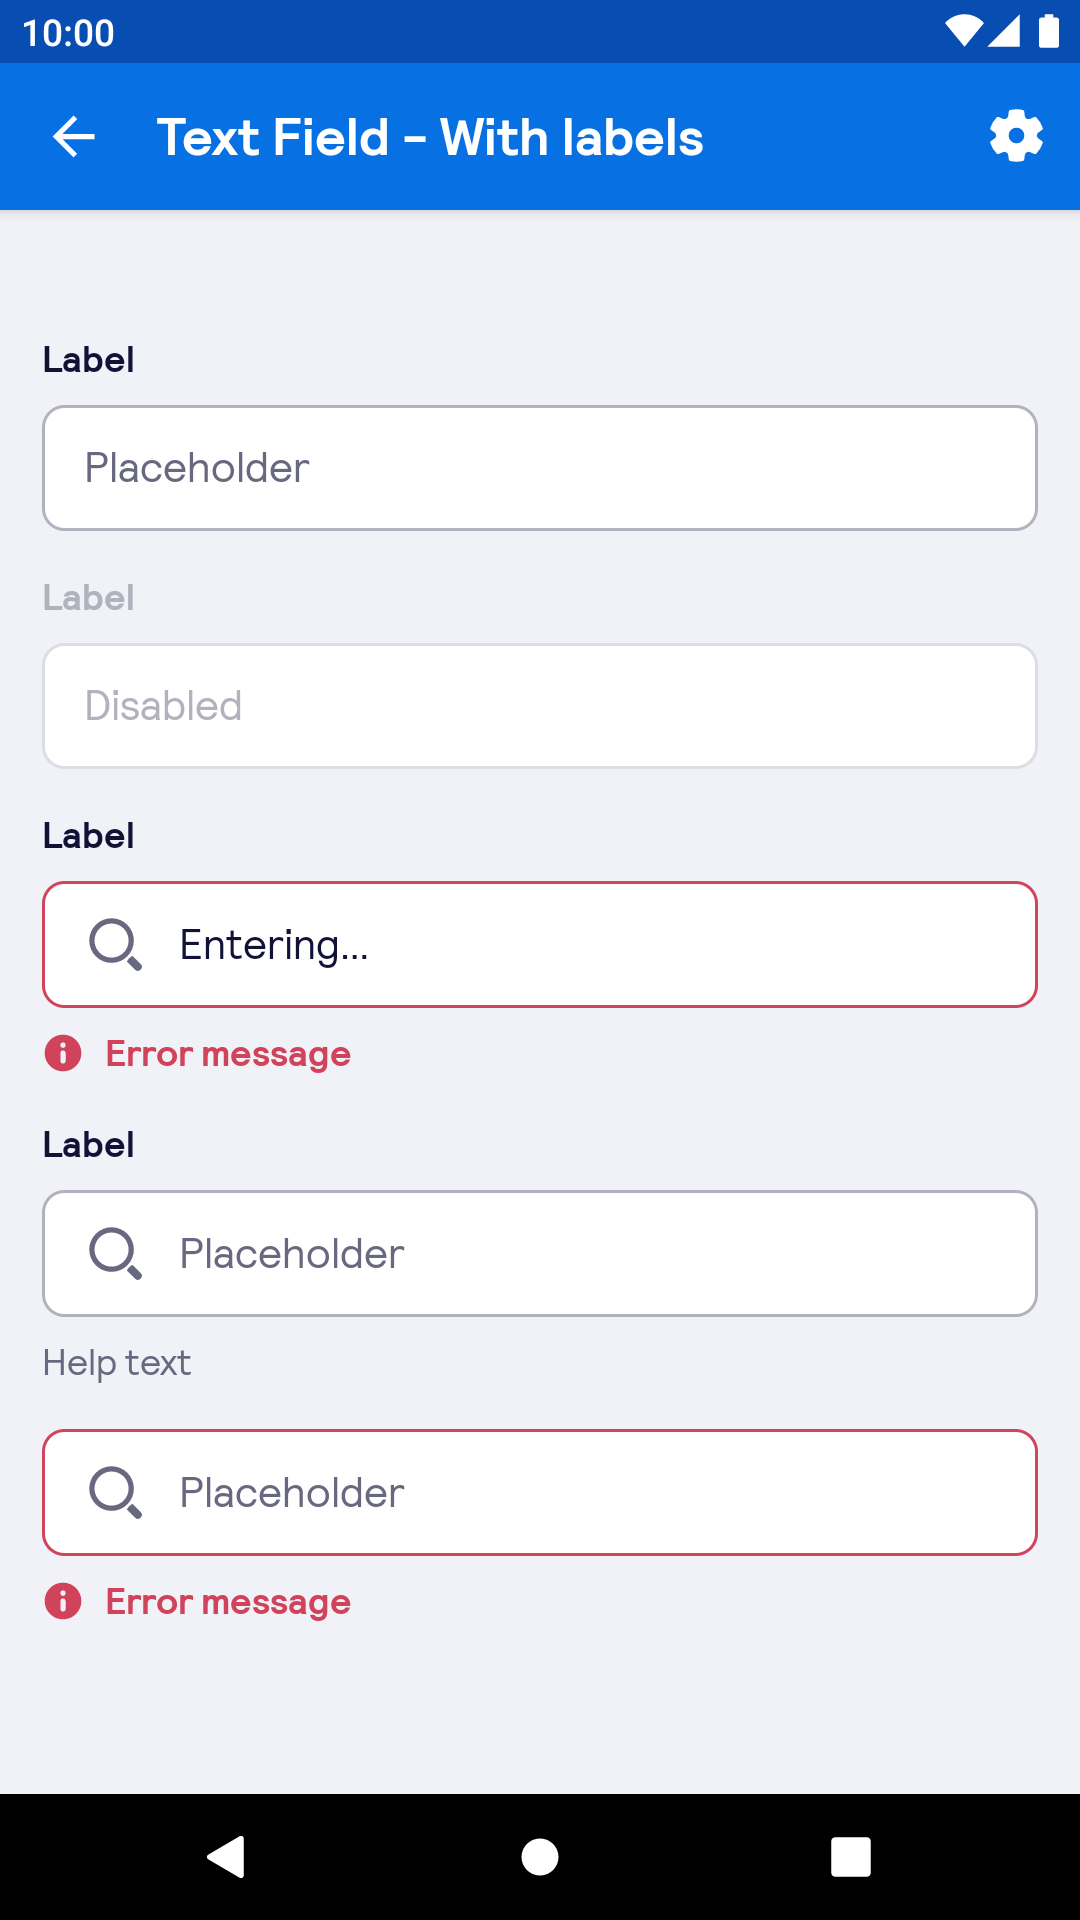 10:00
Text Field - With labels
Label
Placeholder
Label
Disabled
Label
Entering...
Error message
Label
Placeholder
Help text
Placeholder
Error message